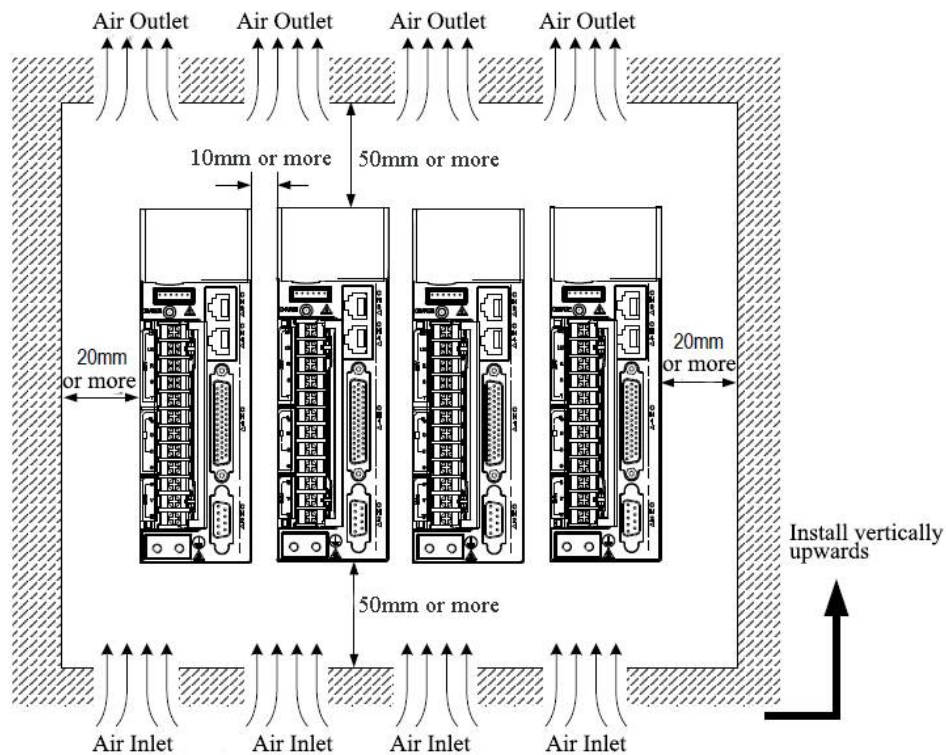 Air Outlet
Air Outlet
Air Outlet
Air Outlet
10mm or more
50mm or more
20mm
or more
20mm
or more
Install vertically
upwards
50mm or more
Air Inlet
Air Inlet
Air Inlet
Air Inlet